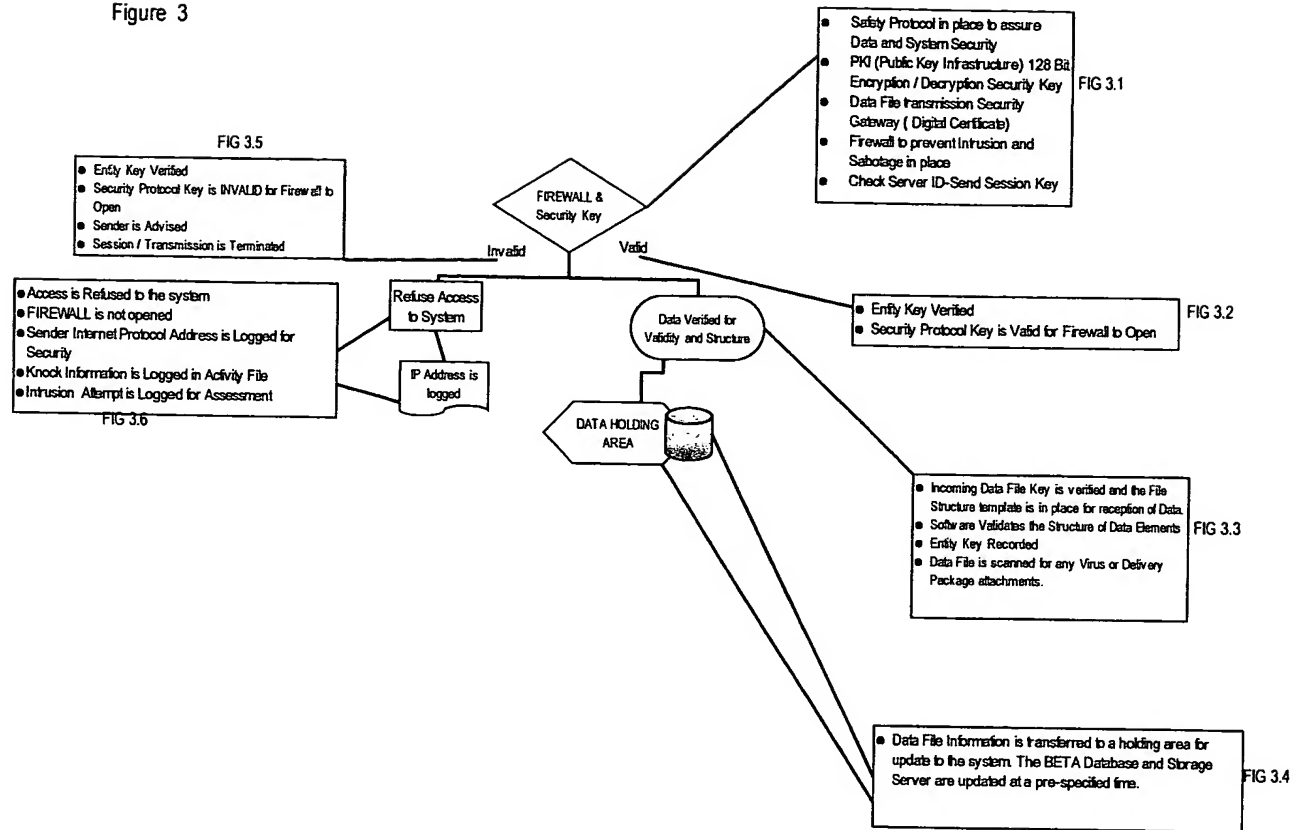 Figure 3
● Safety Protocol in place to assure
Data and System Security
● PKI (Public Key Infrastructure) 128 Bit
Encryption / Decryption Security Key
● Data File transmission Security
Gateway ( Digital Certificate)
● Firewall to prevent Intrusion and
Sabotage in place
● Check Server ID-Send Session Key
FIG 3.1
FIG 3.5
● Entity Key Verified
● Security Protocol Key is INVALID for Firewall to
Open
● Sender is Advised
● Session / Transmission is Terminated
FIREWALL &
Security Key
Invalid
Valid
● Access is Refused to the system
● FIREWALL is not opened
● Sender Internet Protocol Address is Logged for
Security
● Knock Information is Logged in Activity File
● Intrusion Attempt is Logged for Assessment
FIG 3.6
Refuse Access
to System
IP Address is
logged
Data Verified for
Validity and Structure
● Entity Key Verified
● Security Protocol Key is Valid for Firewall to Open
FIG 3.2
DATA HOLDING
AREA
● Incoming Data File Key is verified and the File
Structure template is in place for reception of Data.
● Software Validates the Structure of Data Elements
● Entity Key Recorded
● Data File is scanned for any Virus or Delivery
Package attachments.
FIG 3.3
● Data File Information is transferred to a holding area for
update to the system. The BETA Database and Storage
Server are updated at a pre-specified time.
FIG 3.4